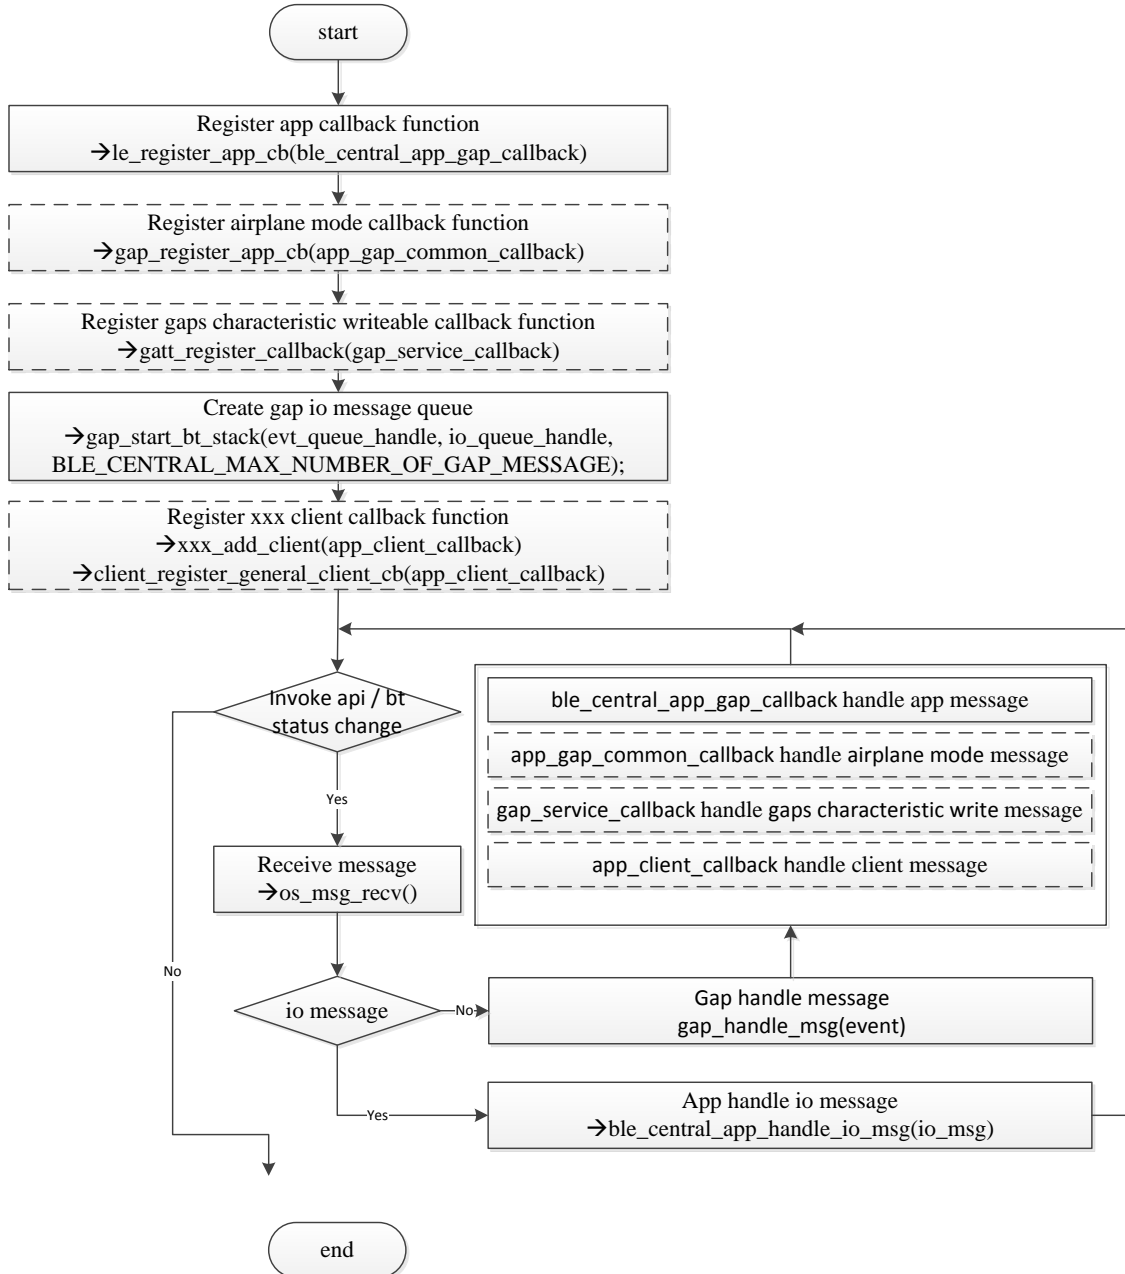 start
Register app callback function
→le_register_app_cb(ble_central_app_gap_callback)
Register airplane mode callback function
→gap_register_app_cb(app_gap_common_callback)
Register gaps characteristic writeable callback function
→gatt_register_callback(gap_service_callback)
Create gap io message queue
→gap_start_bt_stack(evt_queue_handle, io_queue_handle,
BLE_CENTRAL_MAX_NUMBER_OF_GAP_MESSAGE);
Register xxx client callback function
→xxx_add_client(app_client_callback)
→client_register_general_client_cb(app_client_callback)
Invoke api / bt
status change
ble_central_app_gap_callback handle app message
app_gap_common_callback handle airplane mode message
gap_service_callback handle gaps characteristic write message
app_client_callback handle client message
Yes
Receive message
→os_msg_recv()
No
io message
No
Gap handle message
gap_handle_msg(event)
Yes
App handle io message
→ble_central_app_handle_io_msg(io_msg)
end